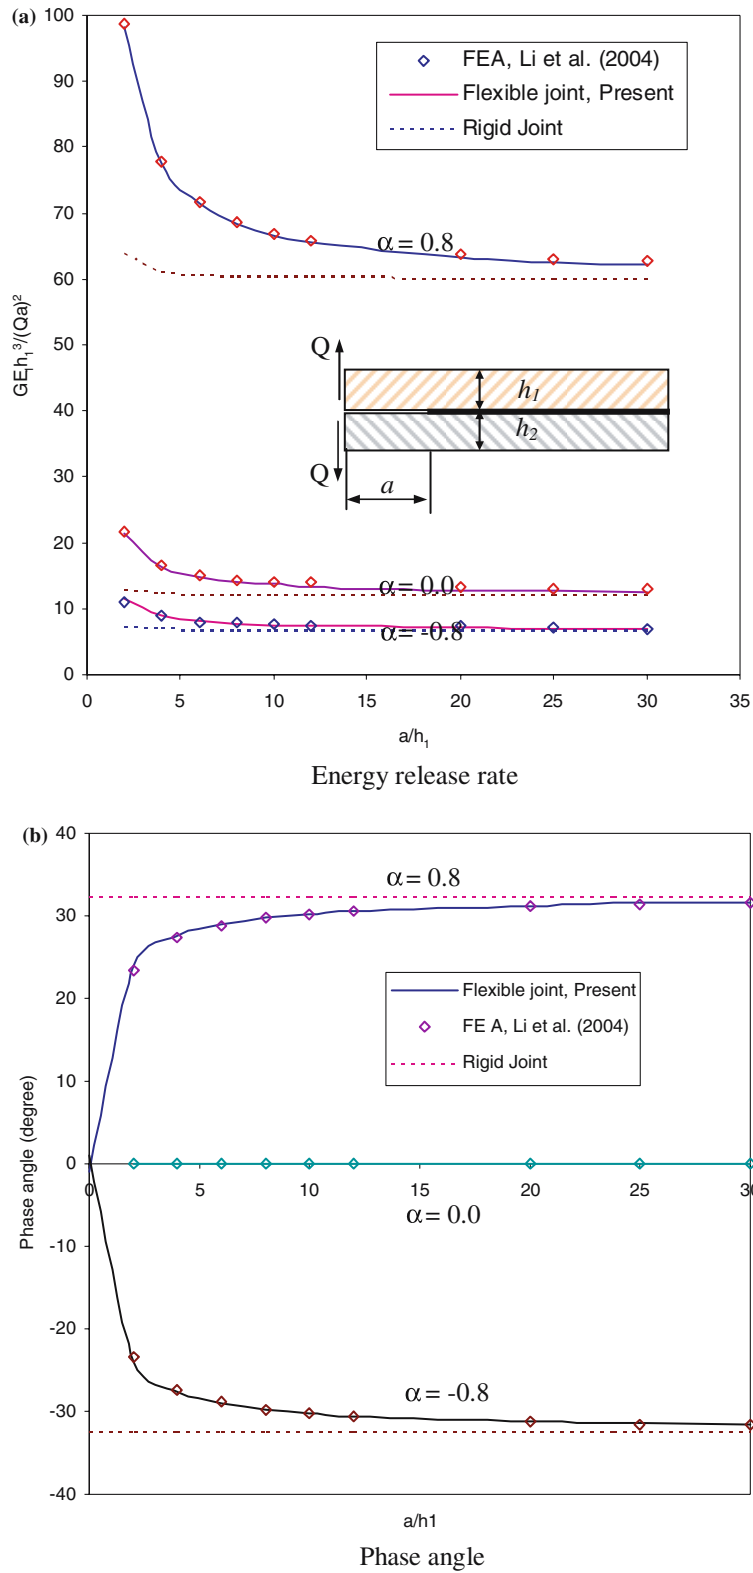 (a)
100
90
80
70
60
50
40
30
20
10
0
GE₁h₁³/(Qa)²
FEA, Li et al. (2004)
Flexible joint, Present
Rigid Joint
α = 0.8
Q
h₁
h₂
Q
a
α = 0.0
α = -0.8
0 5 10 15 20 25 30 35
a/h₁
Energy release rate
(b)
40
30
20
10
0
-10
-20
-30
-40
Phase angle (degree)
α = 0.8
Flexible joint, Present
FE A, Li et al. (2004)
Rigid Joint
0 5 10 15 20 25 30
α = 0.0
α = -0.8
a/h1
Phase angle